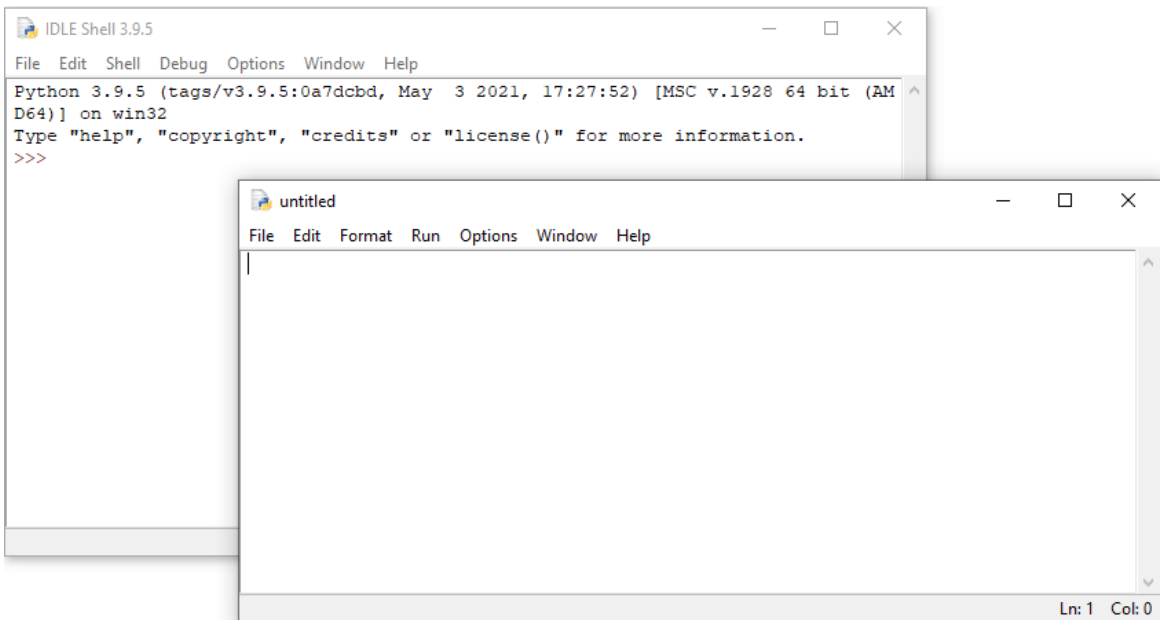 IDLE Shell 3.9.5
File Edit Shell Debug Options Window Help
Python 3.9.5 (tags/v3.9.5:0a7dcbd, May  3 2021, 17:27:52) [MSC v.1928 64 bit (AM
D64)] on win32
Type "help", "copyright", "credits" or "license()" for more information.
>>>
untitled
File Edit Format Run Options Window Help
Ln: 1 Col: 0